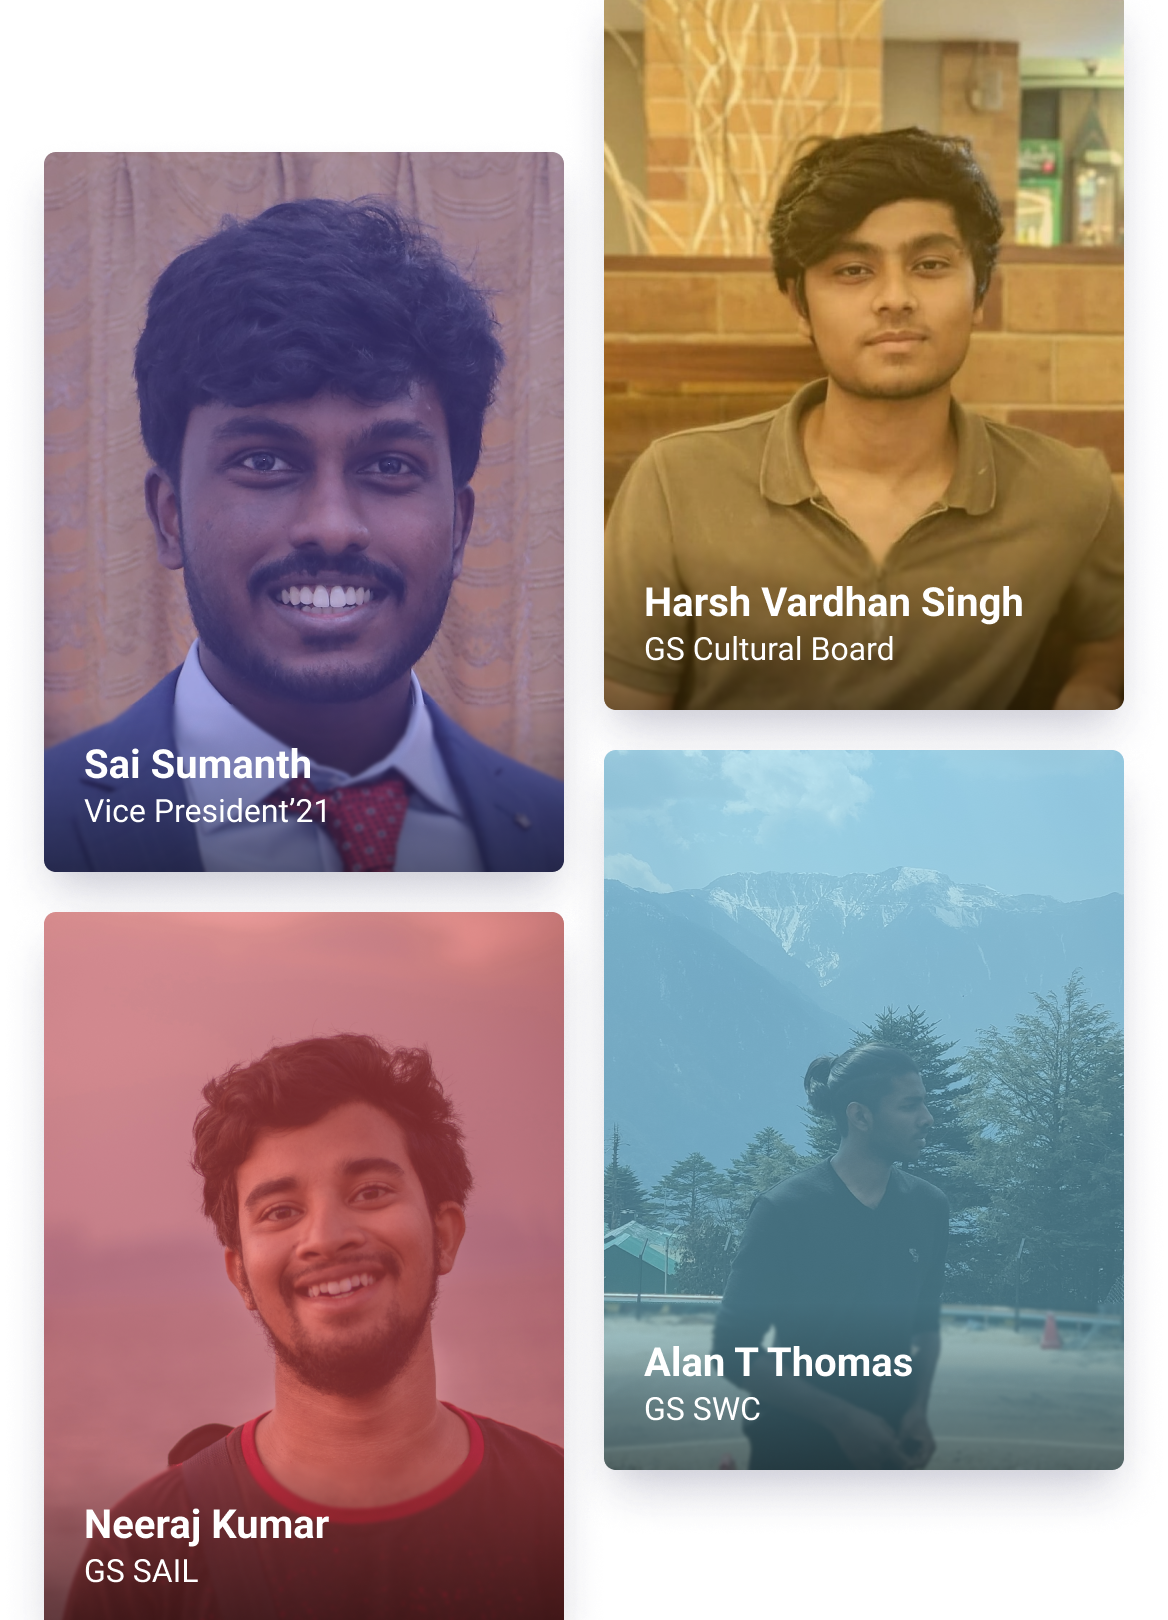 Harsh Vardhan Singh
GS Cultural Board
Sai Sumanth
Vice President’21
Alan T Thomas
GS SWC
Neeraj Kumar
GS SAIL